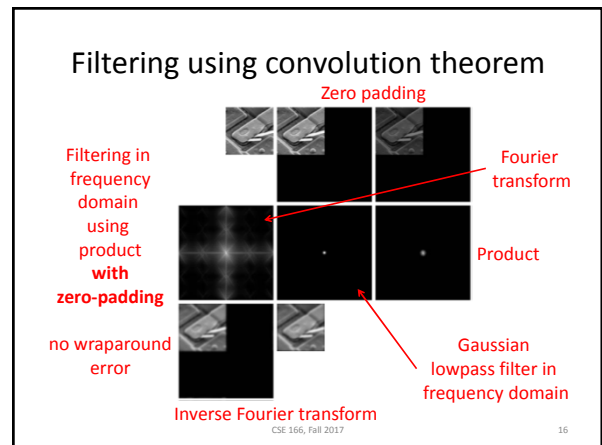 Filtering using convolution theorem
Zero padding
Filtering in
frequency
domain
using
product
with
zero-padding
no wraparound
error
Fourier
transform
Product
Gaussian
lowpass filter in
frequency domain
Inverse Fourier transform
CSE 166, Fall 2017
16